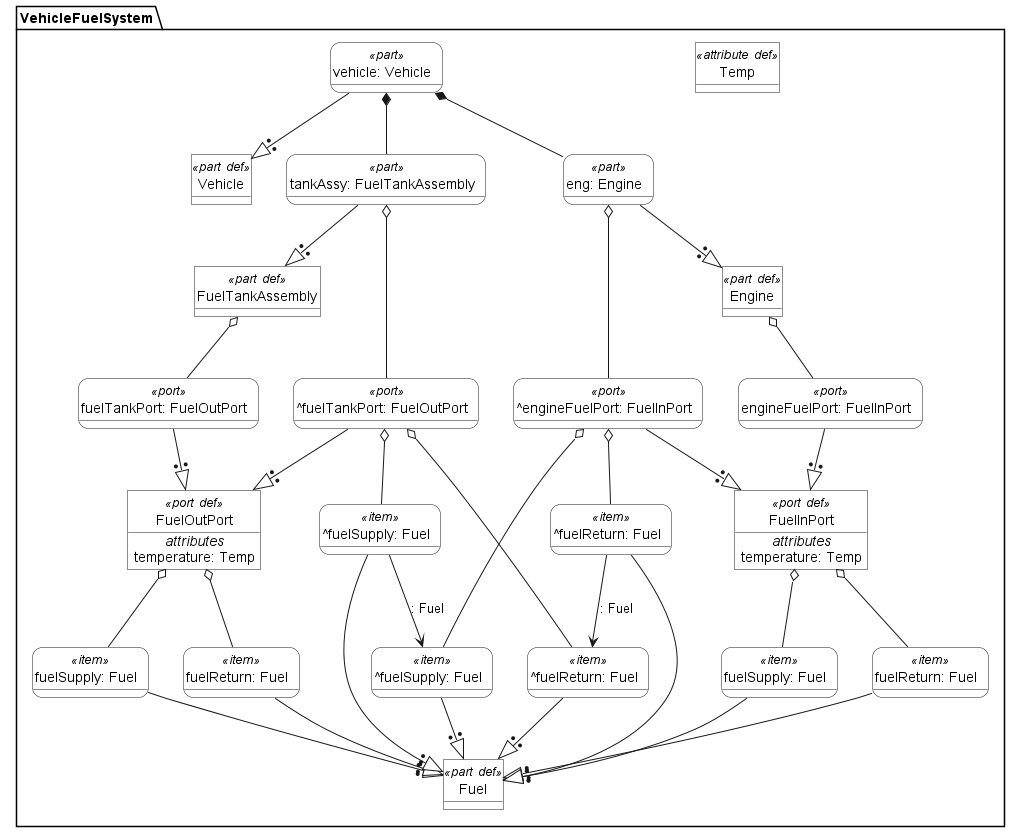 VehicleFuelSystem
«part»
vehicle: Vehicle
«attribute def»
Temp
«part def»
Vehicle
«part»
tankAssy: FuelTankAssembly
«part»
eng: Engine
«part def»
FuelTankAssembly
«part def»
Engine
«port»
fuelTankPort: FuelOutPort
«port»
^fuelTankPort: FuelOutPort
«port»
^engineFuelPort: FuelInPort
«port»
engineFuelPort: FuelInPort
«port def»
FuelOutPort
attributes
temperature: Temp
«item»
^fuelSupply: Fuel
«item»
^fuelReturn: Fuel
«port def»
FuelInPort
attributes
temperature: Temp
: Fuel
: Fuel
«item»
fuelSupply: Fuel
«item»
fuelReturn: Fuel
«item»
^fuelSupply: Fuel
«item»
^fuelReturn: Fuel
«item»
fuelSupply: Fuel
«item»
fuelReturn: Fuel
«part def»
Fuel